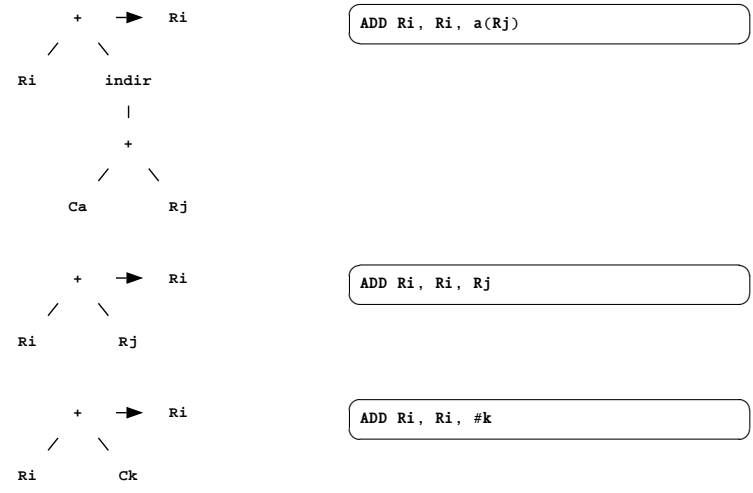 + Ri ADD Ri, Ri, a(Rj)
Ri indir
+
Ca Rj
+ Ri ADD Ri, Ri, Rj
Ri Rj
+ Ri ADD Ri, Ri, #k
Ri Ck